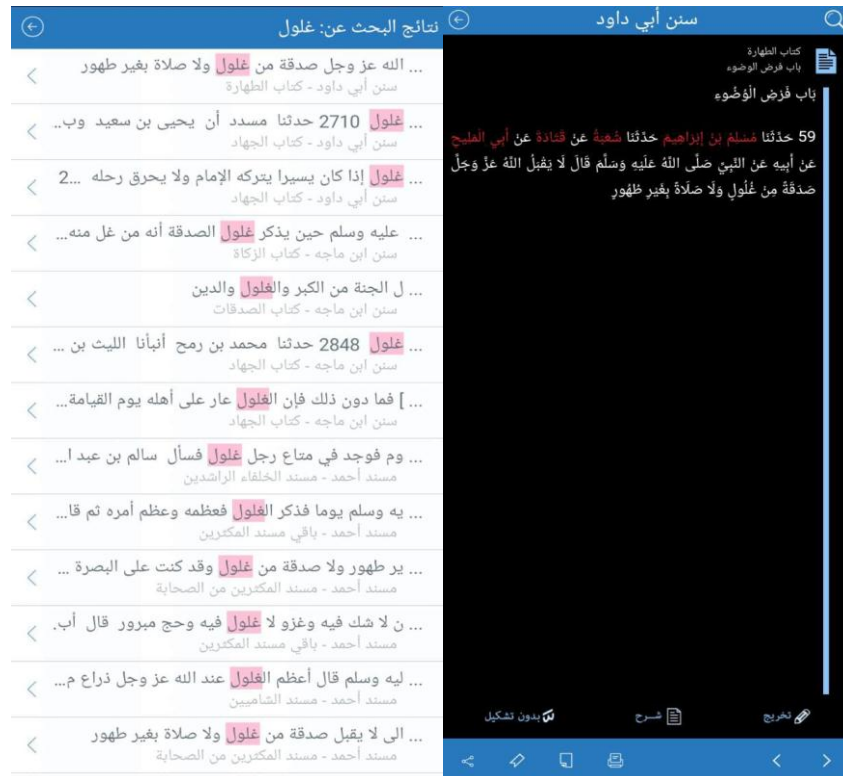 نتائج البحث عن: غلول
... الله عز وجل صدقة من غلول ولا صلاة بغير طهور
سنن أبي داود - كتاب الطهارة
... غلول 2710 حدثنا مسدد أن يحيى بن سعيد وب..
سنن أبي داود - كتاب الجهاد
... غلول إذا كان يسيرا يتركه الإمام ولا يحرق رحله ...2
سنن أبي داود - كتاب الجهاد
... عليه وسلم حين يذكر غلول الصدقة أنه من غل منه...
سنن ابن ماجه - كتاب الزكاة
... ل الجنة من الكبر والغلول والدين
سنن ابن ماجه - كتاب الصدقات
... غلول 2848 حدثنا محمد بن رمح أنبأنا الليث بن ...
سنن ابن ماجه - كتاب الجهاد
... ] فما دون ذلك فإن الغلول عار على أهله يوم القيامة...
سنن ابن ماجه - كتاب الجهاد
... وم فوجد في متاع رجل غلول فسأل سالم بن عبد ا...
مسند أحمد - مسند الخلفاء الراشدين
... يه وسلم يوما فذكر الغلول فعظمه وعظم أمره ثم قا...
مسند أحمد - باقي مسند المكثرين
... ير طهور ولا صدقة من غلول وقد كنت على البصرة ...
مسند أحمد - مسند المكثرين من الصحابة
... ن لا شك فيه وغزو لا غلول فيه وحج مبرور قال أب.
مسند أحمد - باقي مسند المكثرين
... ليه وسلم قال أعظم الغلول عند الله عز وجل ذراع م...
مسند أحمد - مسند الشاميين
... الى لا يقبل صدقة من غلول ولا صلاة بغير طهور
مسند أحمد - مسند المكثرين من الصحابة
سنن أبي داود
كتاب الطهارة
باب فرض الوضوء
بَاب فَرْضِ الْوُضُوءِ
59 حَدَّثَنَا مُسْلِمُ بْنُ إِبْرَاهِيمَ حَدَّثَنَا شُعْبَةُ عَنْ قَتَادَةَ عَنْ أَبِي الْمَلِيحِ
عَنْ أَبِيهِ عَنْ النَّبِيِّ صَلَّى اللَّهُ عَلَيْهِ وَسَلَّمَ قَالَ لَا يَقْبَلُ اللَّهُ عَزَّ وَجَلَّ
صَدَقَةً مِنْ غُلُولٍ وَلَا صَلَاةً بِغَيْرِ طُهُورٍ
تخريج
شرح
بدون تشكيل